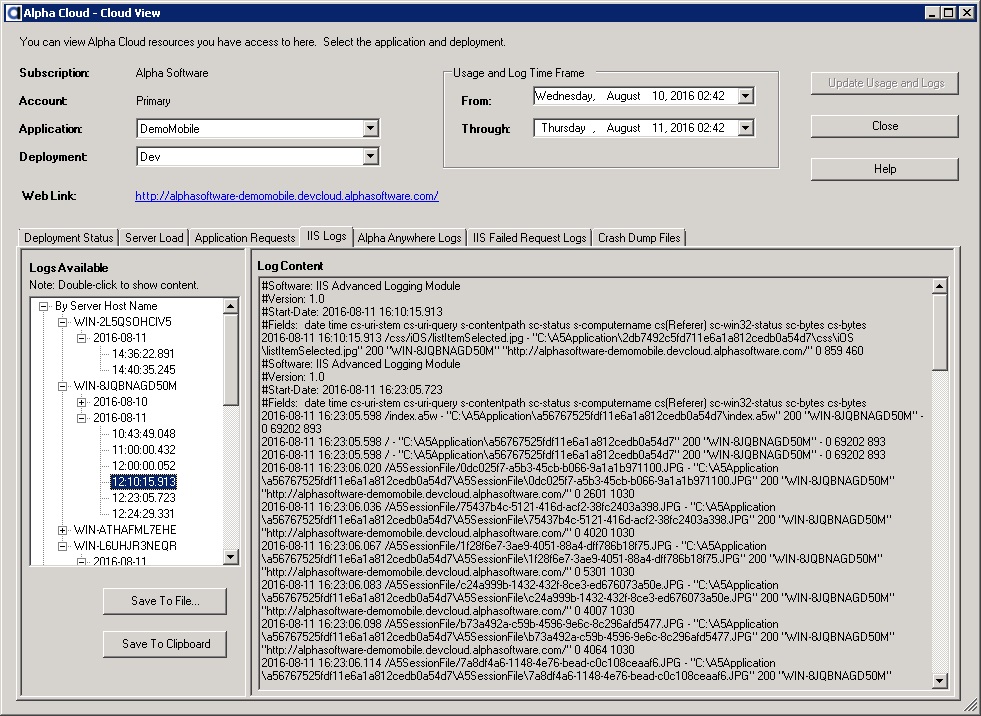 Alpha Cloud - Cloud View
You can view Alpha Cloud resources you have access to here. Select the application and deployment.
Subscription: Alpha Software
Account: Primary
Application: DemoMobile
Deployment: Dev
Web Link: http://alphasoftware-demomobile.devcloud.alphasoftware.com/
Usage and Log Time Frame
From: Wednesday, August 10, 2016 02:42
Through: Thursday , August 11, 2016 02:42
Update Usage and Logs
Close
Help
Deployment Status Server Load Application Requests IIS Logs Alpha Anywhere Logs IIS Failed Request Logs Crash Dump Files
Logs Available
Note: Double-click to show content.
By Server Host Name
WIN-2L5QSOHCIV5
2016-08-11
14:36:22.891
14:40:35.245
WIN-8JQBNAGD50M
2016-08-10
2016-08-11
10:43:49.048
11:00:00.432
12:00:00.052
12:10:15.913
12:23:05.723
12:24:29.331
WIN-ATHAFML7EHE
WIN-L6UHJR3NEQR
2016-08-11
Save To File...
Save To Clipboard
Log Content
#Software: IIS Advanced Logging Module
#Version: 1.0
#Start-Date: 2016-08-11 16:10:15.913
#Fields: date time cs-uri-stem cs-uri-query s-contentpath sc-status s-computername cs(Referer) sc-win32-status sc-bytes cs-bytes
2016-08-11 16:10:15.913 /css/iOS/listItemSelected.jpg - "C:\A5Application\2db7492c5fd711e6a1a812cedb0a54d7\css\iOS
\listItemSelected.jpg" 200 "WIN-8JQBNAGD50M" "http://alphasoftware-demomobile.devcloud.alphasoftware.com/" 0 859 460
#Software: IIS Advanced Logging Module
#Version: 1.0
#Start-Date: 2016-08-11 16:23:05.723
#Fields: date time cs-uri-stem cs-uri-query s-contentpath sc-status s-computername cs(Referer) sc-win32-status sc-bytes cs-bytes
2016-08-11 16:23:05.598 /index.a5w - "C:\A5Application\a56767525fdf11e6a1a812cedb0a54d7\index.a5w" 200 "WIN-8JQBNAGD50M" -
0 69202 893
2016-08-11 16:23:05.598 / - "C:\A5Application\a56767525fdf11e6a1a812cedb0a54d7" 200 "WIN-8JQBNAGD50M" - 0 69202 893
2016-08-11 16:23:05.598 / - "C:\A5Application\a56767525fdf11e6a1a812cedb0a54d7" 200 "WIN-8JQBNAGD50M" - 0 69202 893
2016-08-11 16:23:06.020 /A5SessionFile/0dc025f7-a5b3-45cb-b066-9a1a1b971100.JPG - "C:\A5Application
\a56767525fdf11e6a1a812cedb0a54d7\A5SessionFile\0dc025f7-a5b3-45cb-b066-9a1a1b971100.JPG" 200 "WIN-8JQBNAGD50M"
"http://alphasoftware-demomobile.devcloud.alphasoftware.com/" 0 2601 1030
2016-08-11 16:23:06.036 /A5SessionFile/75437b4c-5121-416d-acf2-38fc2403a398.JPG - "C:\A5Application
\a56767525fdf11e6a1a812cedb0a54d7\A5SessionFile\75437b4c-5121-416d-acf2-38fc2403a398.JPG" 200 "WIN-8JQBNAGD50M"
"http://alphasoftware-demomobile.devcloud.alphasoftware.com/" 0 4020 1030
2016-08-11 16:23:06.067 /A5SessionFile/1f28f6e7-3ae9-4051-88a4-dff786b18f75.JPG - "C:\A5Application
\a56767525fdf11e6a1a812cedb0a54d7\A5SessionFile\1f28f6e7-3ae9-4051-88a4-dff786b18f75.JPG" 200 "WIN-8JQBNAGD50M"
"http://alphasoftware-demomobile.devcloud.alphasoftware.com/" 0 5301 1030
2016-08-11 16:23:06.083 /A5SessionFile/c24a999b-1432-432f-8ce3-ed676073a50e.JPG - "C:\A5Application
\a56767525fdf11e6a1a812cedb0a54d7\A5SessionFile\c24a999b-1432-432f-8ce3-ed676073a50e.JPG" 200 "WIN-8JQBNAGD50M"
"http://alphasoftware-demomobile.devcloud.alphasoftware.com/" 0 4007 1030
2016-08-11 16:23:06.098 /A5SessionFile/b73a492a-c59b-4596-9e6c-8c296afd5477.JPG - "C:\A5Application
\a56767525fdf11e6a1a812cedb0a54d7\A5SessionFile\b73a492a-c59b-4596-9e6c-8c296afd5477.JPG" 200 "WIN-8JQBNAGD50M"
"http://alphasoftware-demomobile.devcloud.alphasoftware.com/" 0 4064 1030
2016-08-11 16:23:06.114 /A5SessionFile/7a8df4a6-1148-4e76-bead-c0c108ceaaf6.JPG - "C:\A5Application
\a56767525fdf11e6a1a812cedb0a54d7\A5SessionFile\7a8df4a6-1148-4e76-bead-c0c108ceaaf6.JPG" 200 "WIN-8JQBNAGD50M"